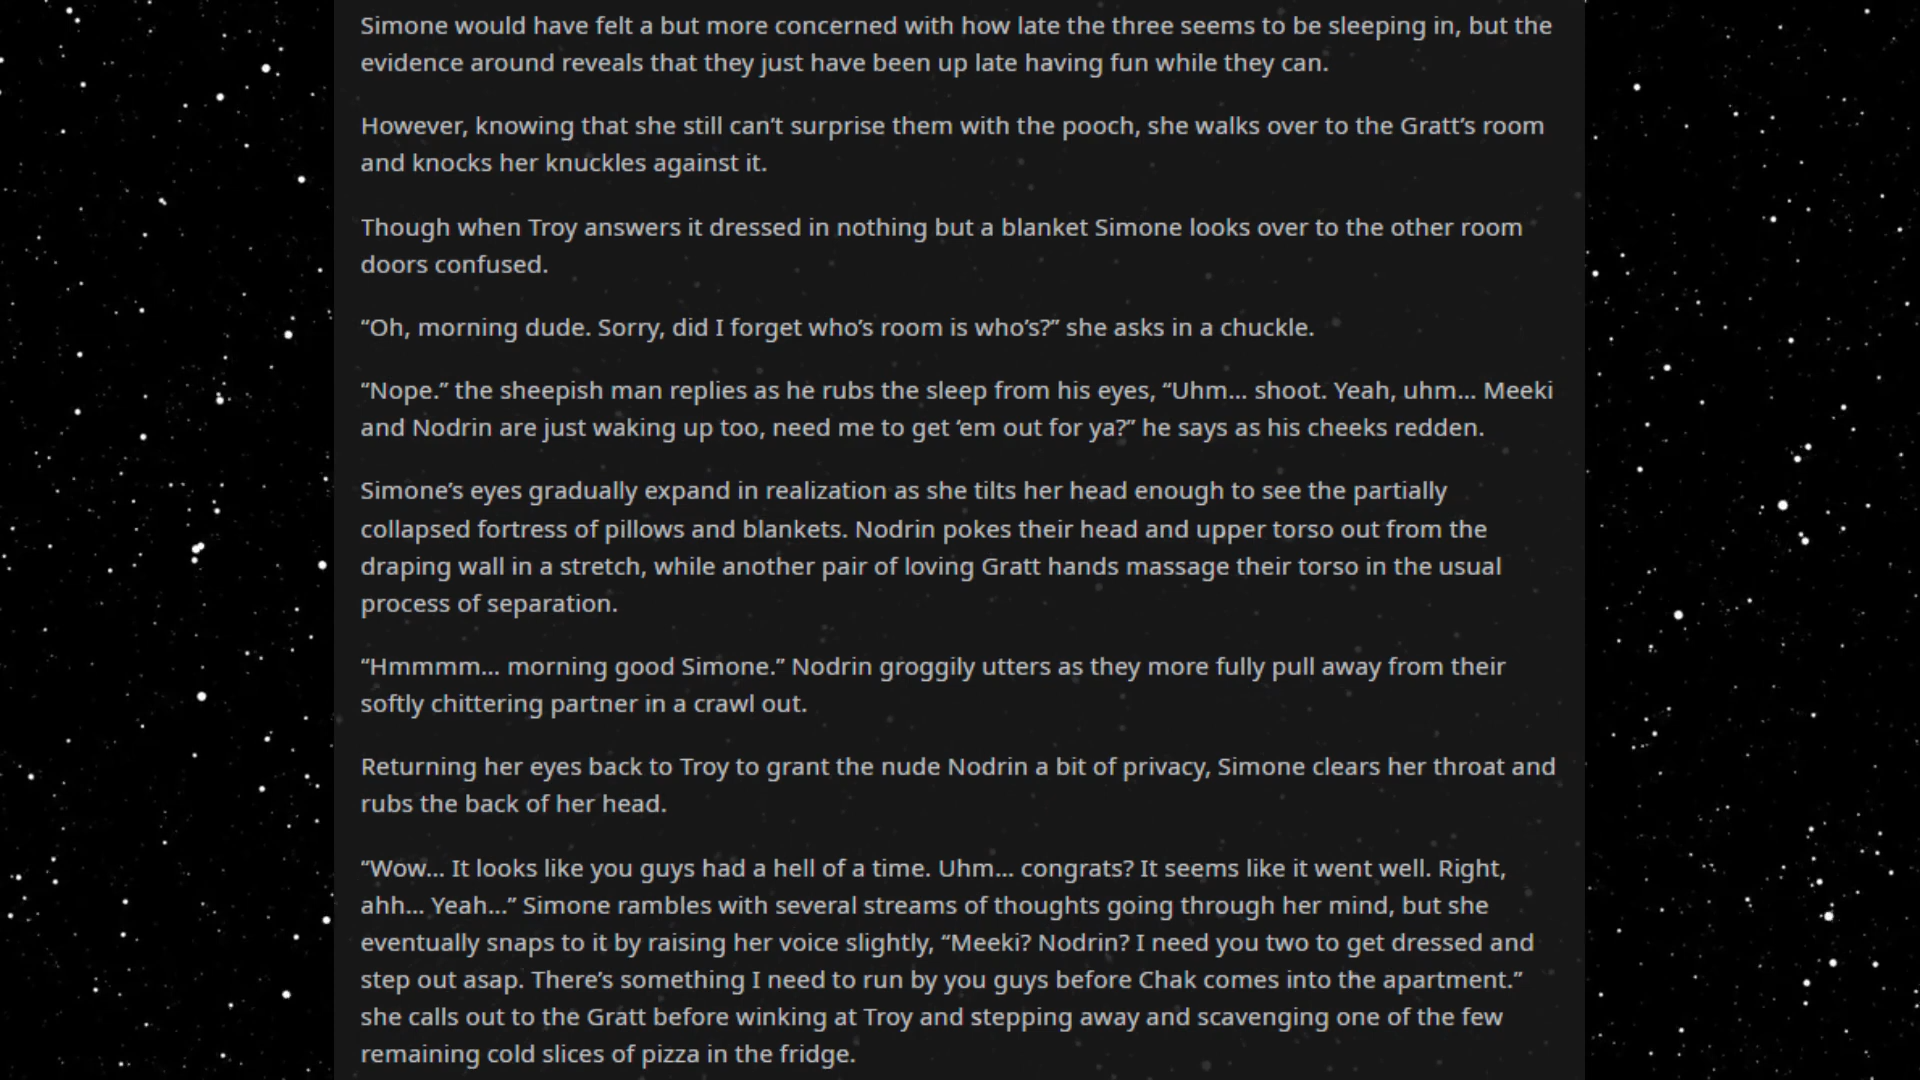 Simone would have felt a but more concerned with how late the three seems to be sleeping in, but the
evidence around reveals that they just have been up late having fun while they can.
However, knowing that she still can’t surprise them with the pooch, she walks over to the Gratt’s room
and knocks her knuckles against it.
Though when Troy answers it dressed in nothing but a blanket Simone looks over to the other room
doors confused.
“Oh, morning dude. Sorry, did I forget who’s room is who’s?” she asks in a chuckle.
“Nope.” the sheepish man replies as he rubs the sleep from his eyes, “Uhm... shoot. Yeah, uhm... Meeki
and Nodrin are just waking up too, need me to get ‘em out for ya?” he says as his cheeks redden.
Simone’s eyes gradually expand in realization as she tilts her head enough to see the partially
collapsed fortress of pillows and blankets. Nodrin pokes their head and upper torso out from the
draping wall in a stretch, while another pair of loving Gratt hands massage their torso in the usual
process of separation.
“Hmmmm... morning good Simone.” Nodrin groggily utters as they more fully pull away from their
softly chittering partner in a crawl out.
Returning her eyes back to Troy to grant the nude Nodrin a bit of privacy, Simone clears her throat and
rubs the back of her head.
“Wow... It looks like you guys had a hell of a time. Uhm... congrats? It seems like it went well. Right,
ahh... Yeah...” Simone rambles with several streams of thoughts going through her mind, but she
eventually snaps to it by raising her voice slightly, “Meeki? Nodrin? I need you two to get dressed and
step out asap. There’s something I need to run by you guys before Chak comes into the apartment.”
she calls out to the Gratt before winking at Troy and stepping away and scavenging one of the few
remaining cold slices of pizza in the fridge.